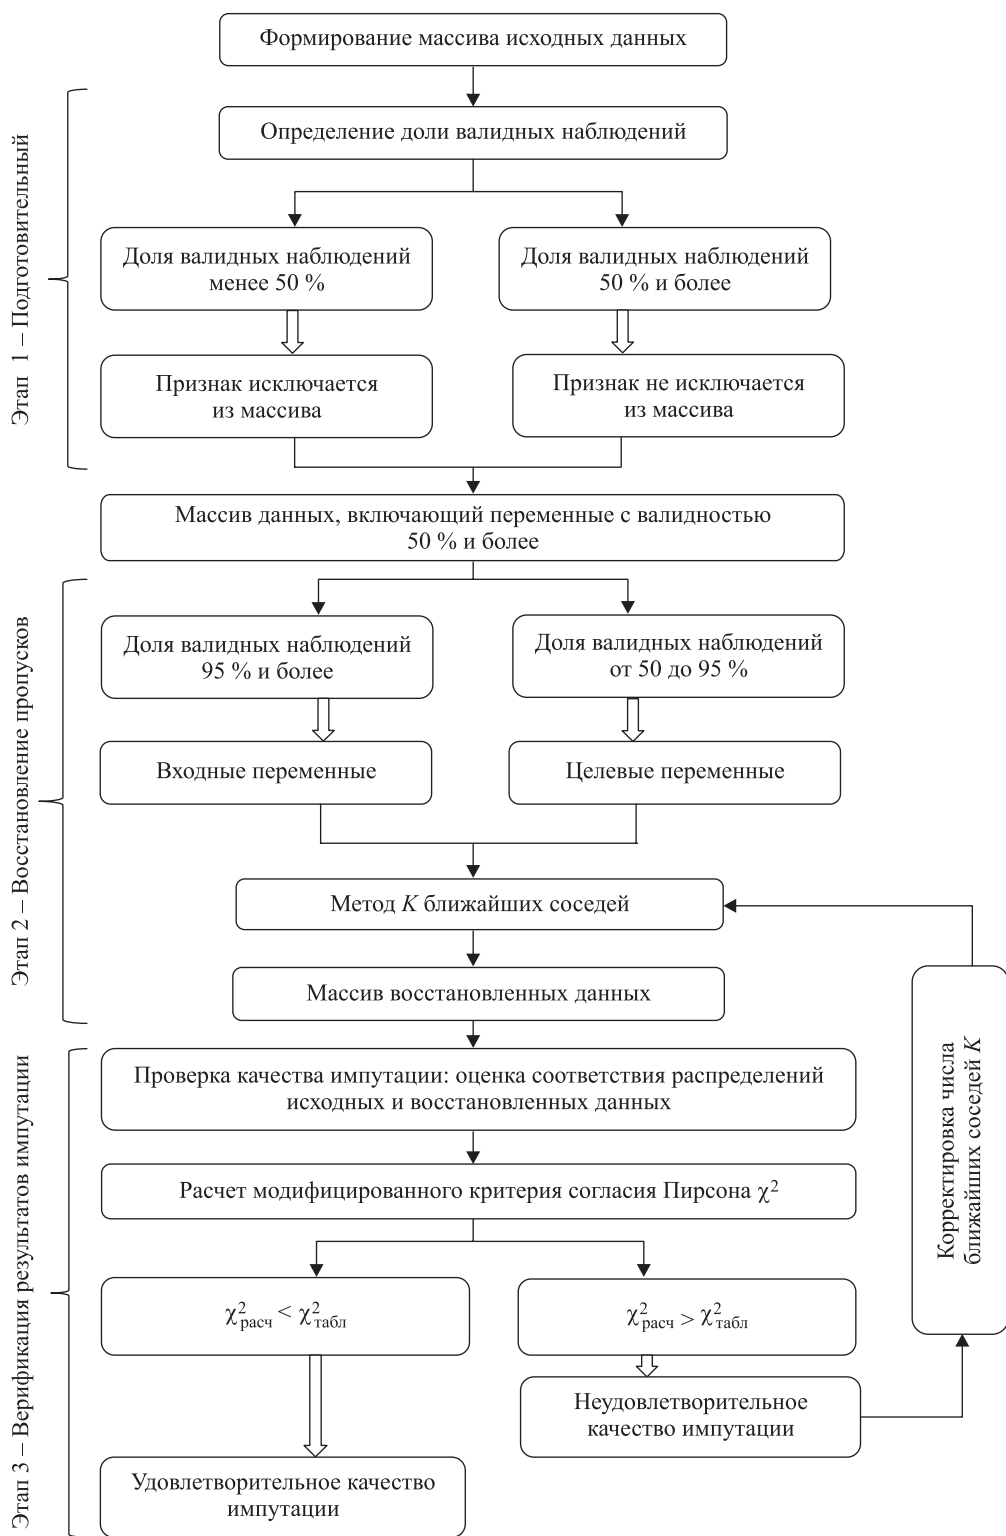 Формирование массива исходных данных
Этап 1 – Подготовительный
Определение доли валидных наблюдений
Доля валидных наблюдений
менее 50 %
Доля валидных наблюдений
50 % и более
Признак исключается
из массива
Признак не исключается
из массива
Массив данных, включающий переменные с валидностью
50 % и более
Этап 2 – Восстановление пропусков
Доля валидных наблюдений
95 % и более
Доля валидных наблюдений
от 50 до 95 %
Входные переменные
Целевые переменные
Метод K ближайших соседей
Массив восстановленных данных
Корректировка числа
ближайших соседей K
Этап 3 – Верификация результатов импутации
Проверка качества импутации: оценка соответствия распределений
исходных и восстановленных данных
Расчет модифицированного критерия согласия Пирсона χ²
χ²расч < χ²табл
χ²расч > χ²табл
Неудовлетворительное
качество импутации
Удовлетворительное качество
импутации